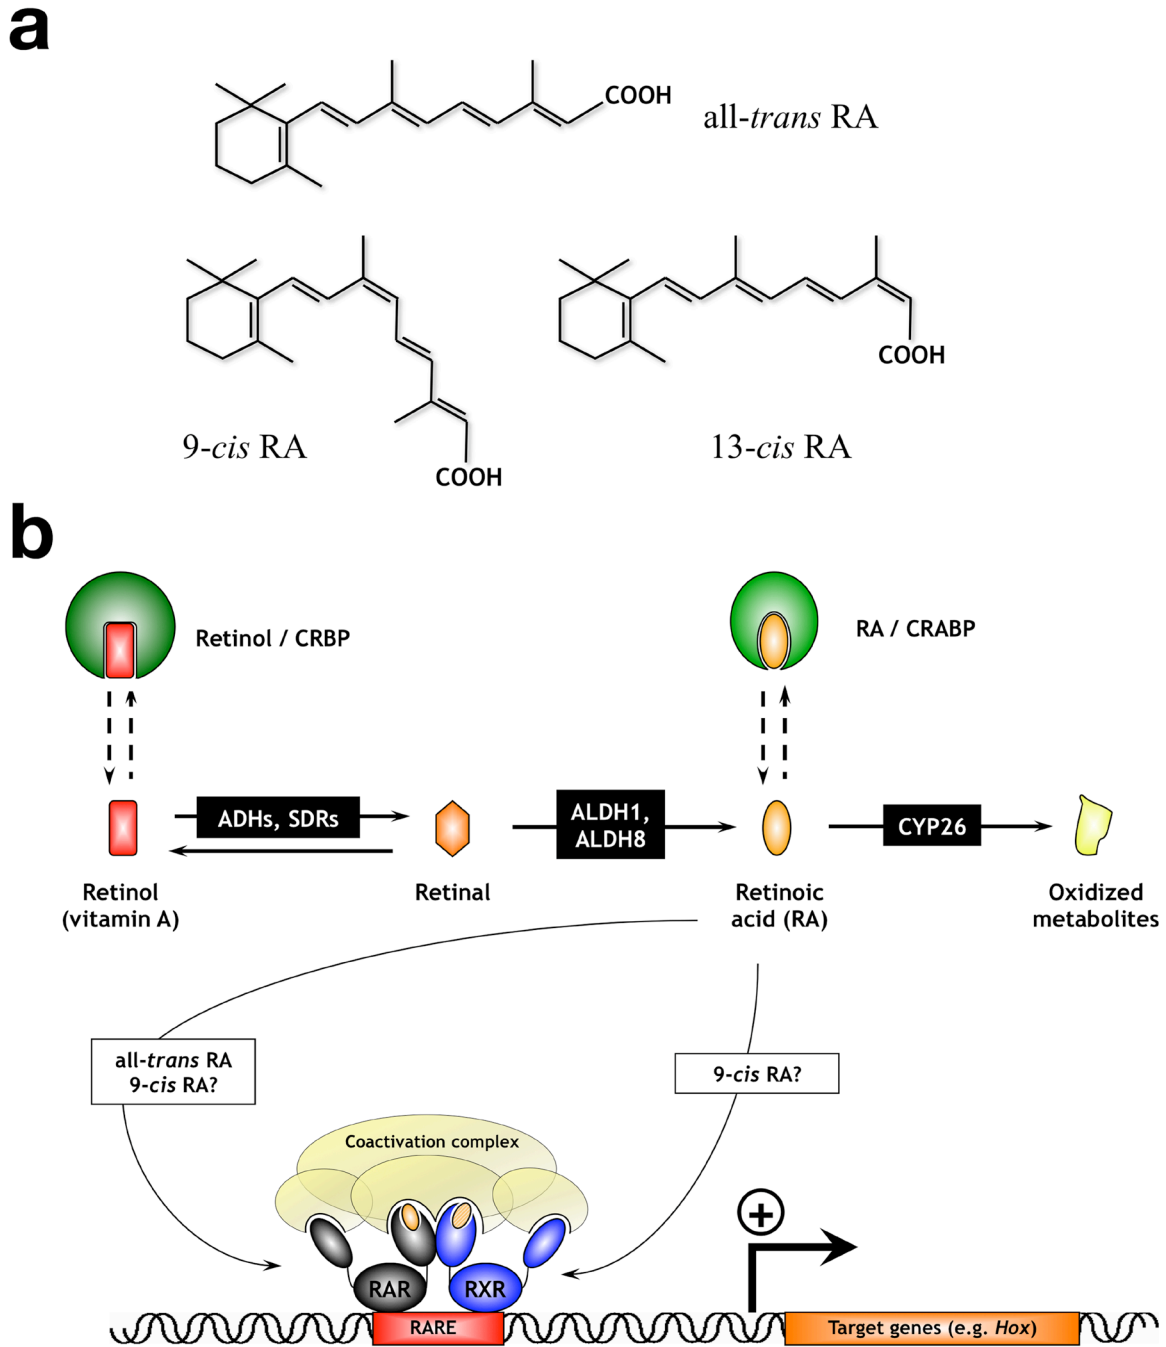 a
COOH
all-trans RA
9-cis RA
COOH
13-cis RA
COOH
b
Retinol / CRBP
RA / CRABP
ADHs, SDRs
ALDH1,
ALDH8
CYP26
Retinol
(vitamin A)
Retinal
Retinoic
acid (RA)
Oxidized
metabolites
all-trans RA
9-cis RA?
9-cis RA?
Coactivation complex
+
RAR
RXR
RARE
Target genes (e.g. Hox)